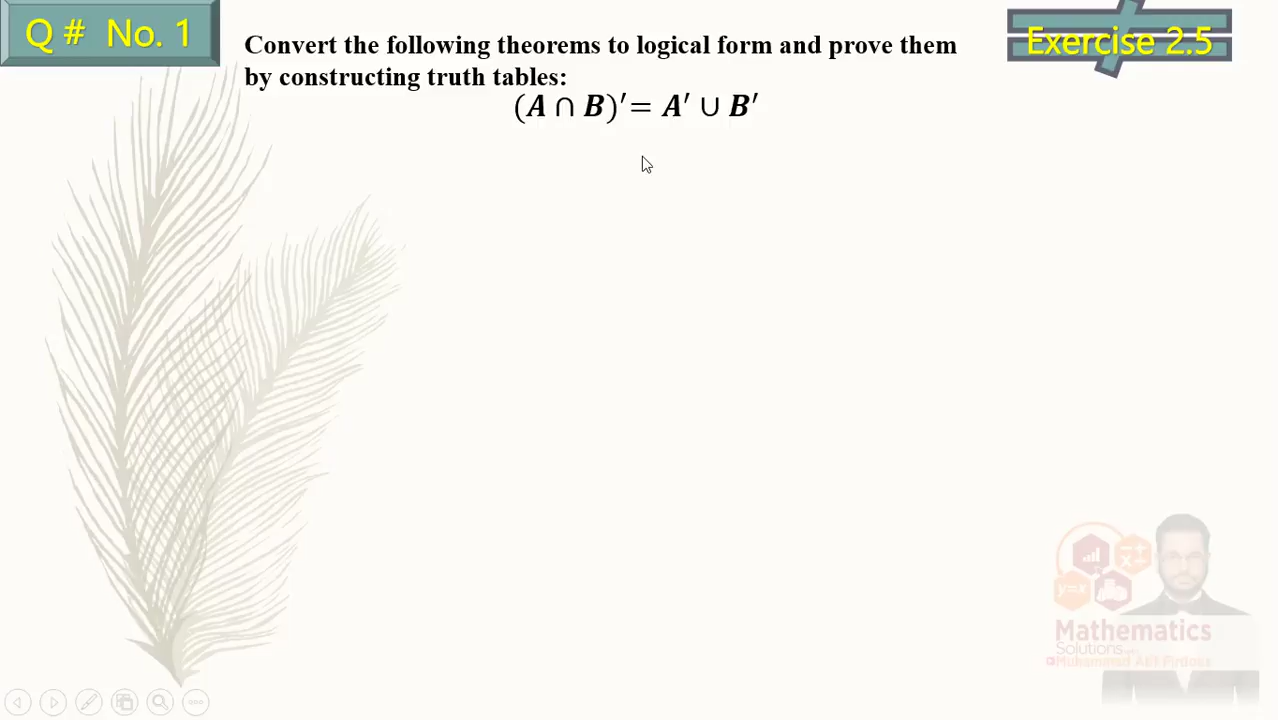 Q # No. 1
Convert the following theorems to logical form and prove them
by constructing truth tables:
Exercise 2.5
(A ∩ B)′= A′ ∪ B′
y=x
Mathematics
Solutions